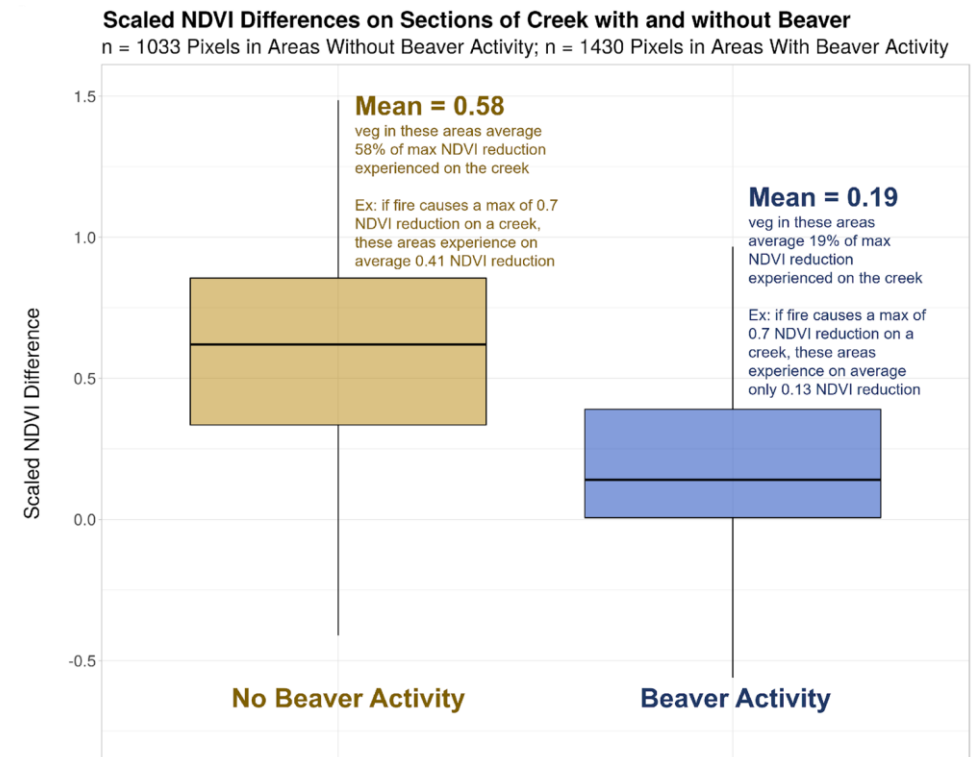 Scaled NDVI Differences on Sections of Creek with and without Beaver
n = 1033 Pixels in Areas Without Beaver Activity; n = 1430 Pixels in Areas With Beaver Activity
Scaled NDVI Difference
1.5
1.0
0.5
0.0
-0.5
Mean = 0.58
veg in these areas average
58% of max NDVI reduction
experienced on the creek
Ex: if fire causes a max of 0.7
NDVI reduction on a creek,
these areas experience on
average 0.41 NDVI reduction
Mean = 0.19
veg in these areas
average 19% of max
NDVI reduction
experienced on the creek
Ex: if fire causes a max of
0.7 NDVI reduction on a
creek, these areas
experience on average
only 0.13 NDVI reduction
No Beaver Activity
Beaver Activity